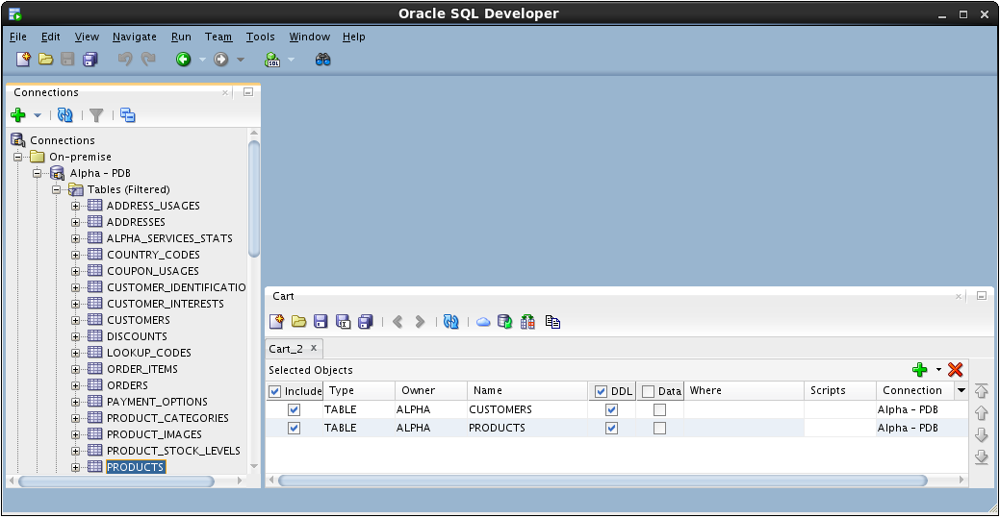 Oracle SQL Developer
File Edit View Navigate Run Team Tools Window Help
SQL
Connections
Connections
On-premise
Alpha - PDB
Tables (Filtered)
ADDRESS_USAGES
ADDRESSES
ALPHA_SERVICES_STATS
COUNTRY_CODES
COUPON_USAGES
CUSTOMER_IDENTIFICATIO
CUSTOMER_INTERESTS
CUSTOMERS
DISCOUNTS
LOOKUP_CODES
ORDER_ITEMS
ORDERS
PAYMENT_OPTIONS
PRODUCT_CATEGORIES
PRODUCT_IMAGES
PRODUCT_STOCK_LEVELS
PRODUCTS
Cart
Cart_2 x
Selected Objects
Include Type Owner Name DDL Data Where Scripts Connection
TABLE ALPHA CUSTOMERS Alpha - PDB
TABLE ALPHA PRODUCTS Alpha - PDB